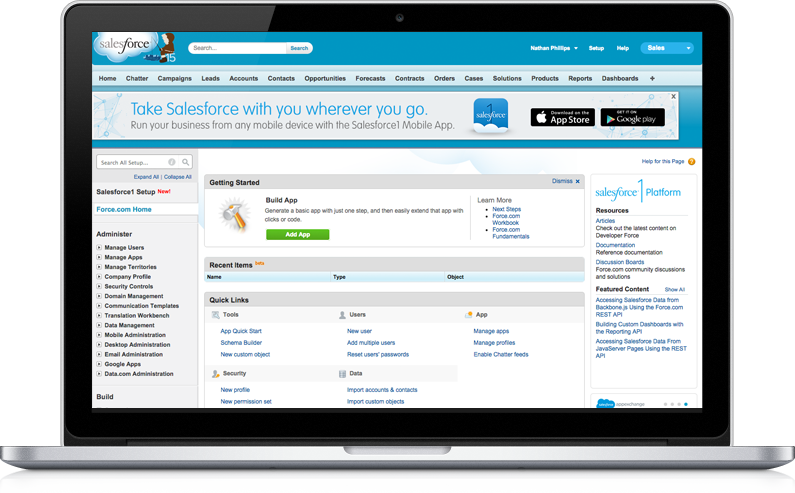 salesforce
15
Search...
Search
Nathan Phillips
Setup
Help
Sales
Home
Chatter
Campaigns
Leads
Accounts
Contacts
Opportunities
Forecasts
Contracts
Orders
Cases
Solutions
Products
Reports
Dashboards
+
Take Salesforce with you wherever you go.
Run your business from any mobile device with the Salesforce1 Mobile App.
1
salesforce
Download on the
App Store
GET IT ON
Google play
X
Search All Setup...
Expand All | Collapse All
Salesforce1 Setup New!
Force.com Home
Administer
Manage Users
Manage Apps
Manage Territories
Company Profile
Security Controls
Domain Management
Communication Templates
Translation Workbench
Data Management
Mobile Administration
Desktop Administration
Email Administration
Google Apps
Data.com Administration
Build
Help for this Page ?
Getting Started
Dismiss X
Build App
Generate a basic app with just one step, and then easily extend that app with
clicks or code.
Add App
Learn More
Next Steps
Force.com
Workbook
Force.com
Fundamentals
Recent Items beta
Name
Type
Object
Quick Links
Tools
Users
App
App Quick Start
New user
Manage apps
Schema Builder
Add multiple users
Manage profiles
New custom object
Reset users' passwords
Enable Chatter feeds
Security
Data
New profile
Import accounts & contacts
New permission set
Import custom objects
salesforce1 Platform
Resources
Articles
Check out the latest content on
Developer Force
Documentation
Reference documentation
Discussion Boards
Force.com community discussions
and solutions
Featured Content
Show All
Accessing Salesforce Data from
Backbone.js Using the Force.com
REST API
Building Custom Dashboards with
the Reporting API
Accessing Salesforce Data From
JavaServer Pages Using the REST
API
salesforce appexchange